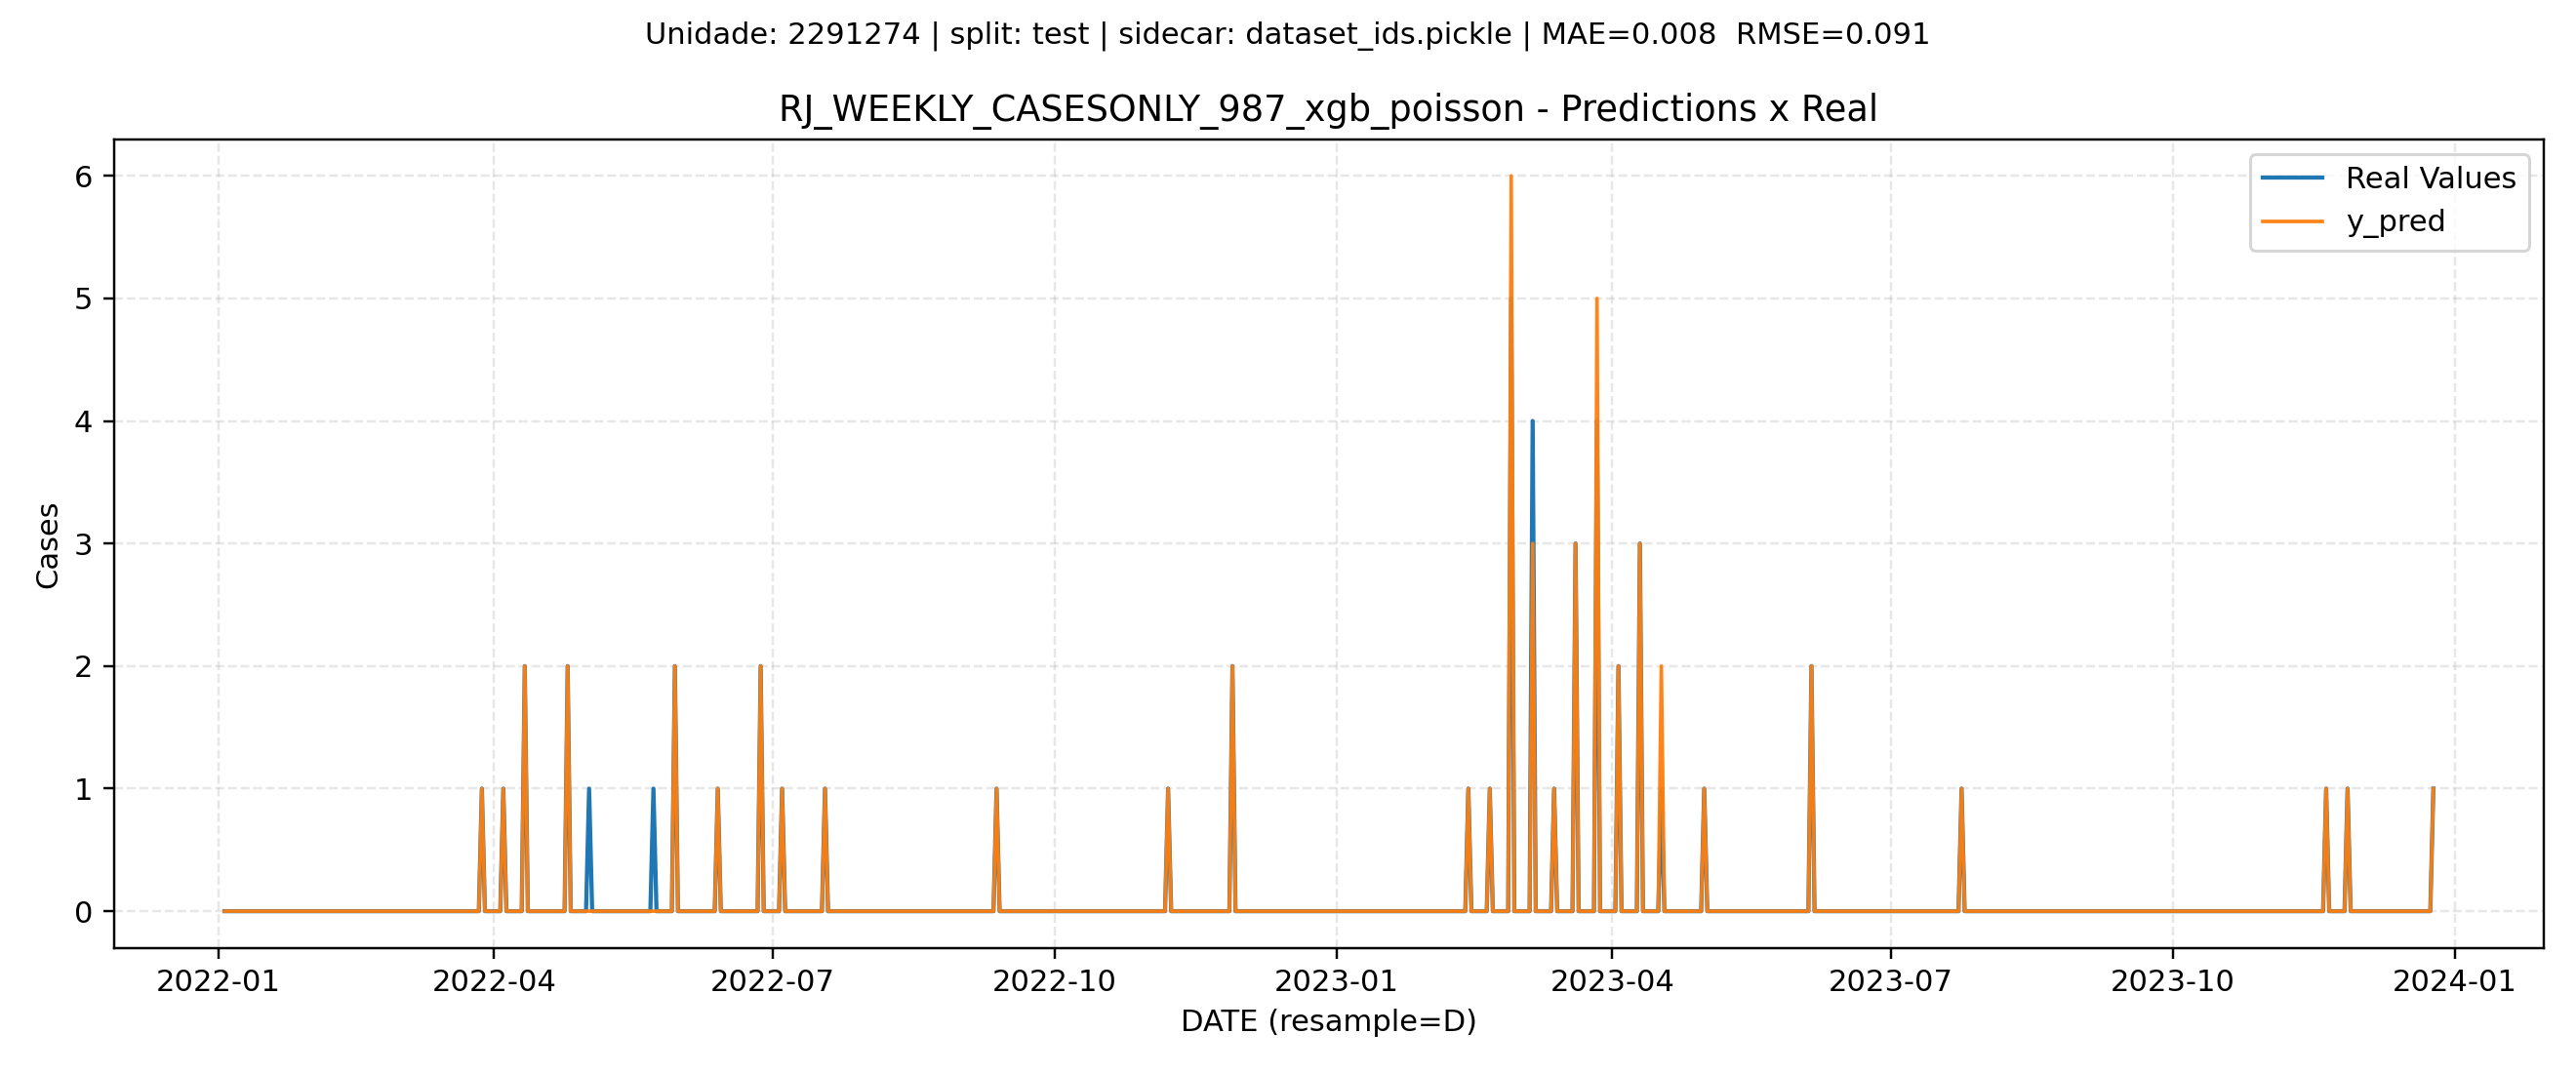 Unidade: 2291274 | split: test | sidecar: dataset_ids.pickle | MAE=0.008  RMSE=0.091
RJ_WEEKLY_CASESONLY_987_xgb_poisson - Predictions x Real
Real Values
y_pred
Cases
6
5
4
3
2
1
0
2022-01 2022-04 2022-07 2022-10 2023-01 2023-04 2023-07 2023-10 2024-01
DATE (resample=D)